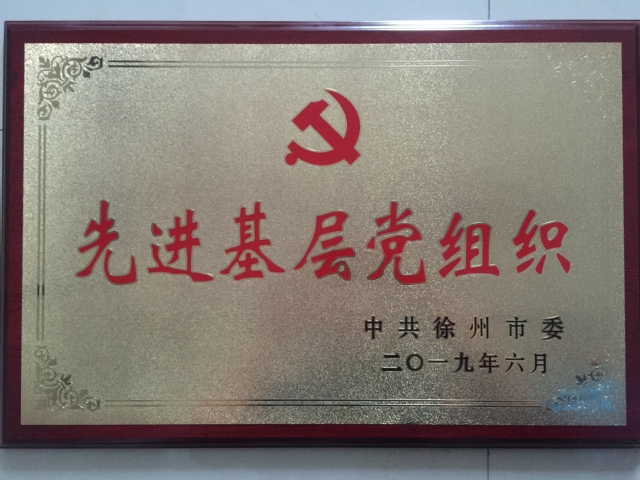 先进基层党组织
中共徐州市委
二〇一九年六月